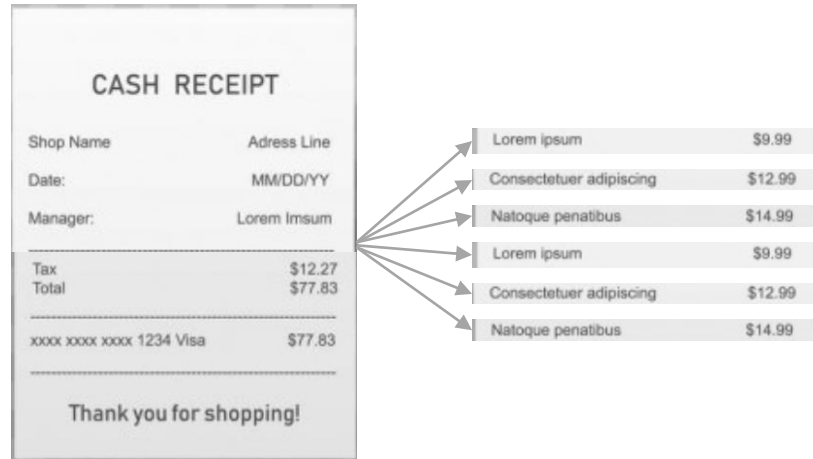 CASH RECEIPT
Shop Name Adress Line
Date: MM/DD/YY
Manager: Lorem Imsum
Tax $12.27
Total $77.83
xxxx xxxx xxxx 1234 Visa $77.83
Thank you for shopping!
Lorem ipsum $9.99
Consectetuer adipiscing $12.99
Natoque penatibus $14.99
Lorem ipsum $9.99
Consectetuer adipiscing $12.99
Natoque penatibus $14.99